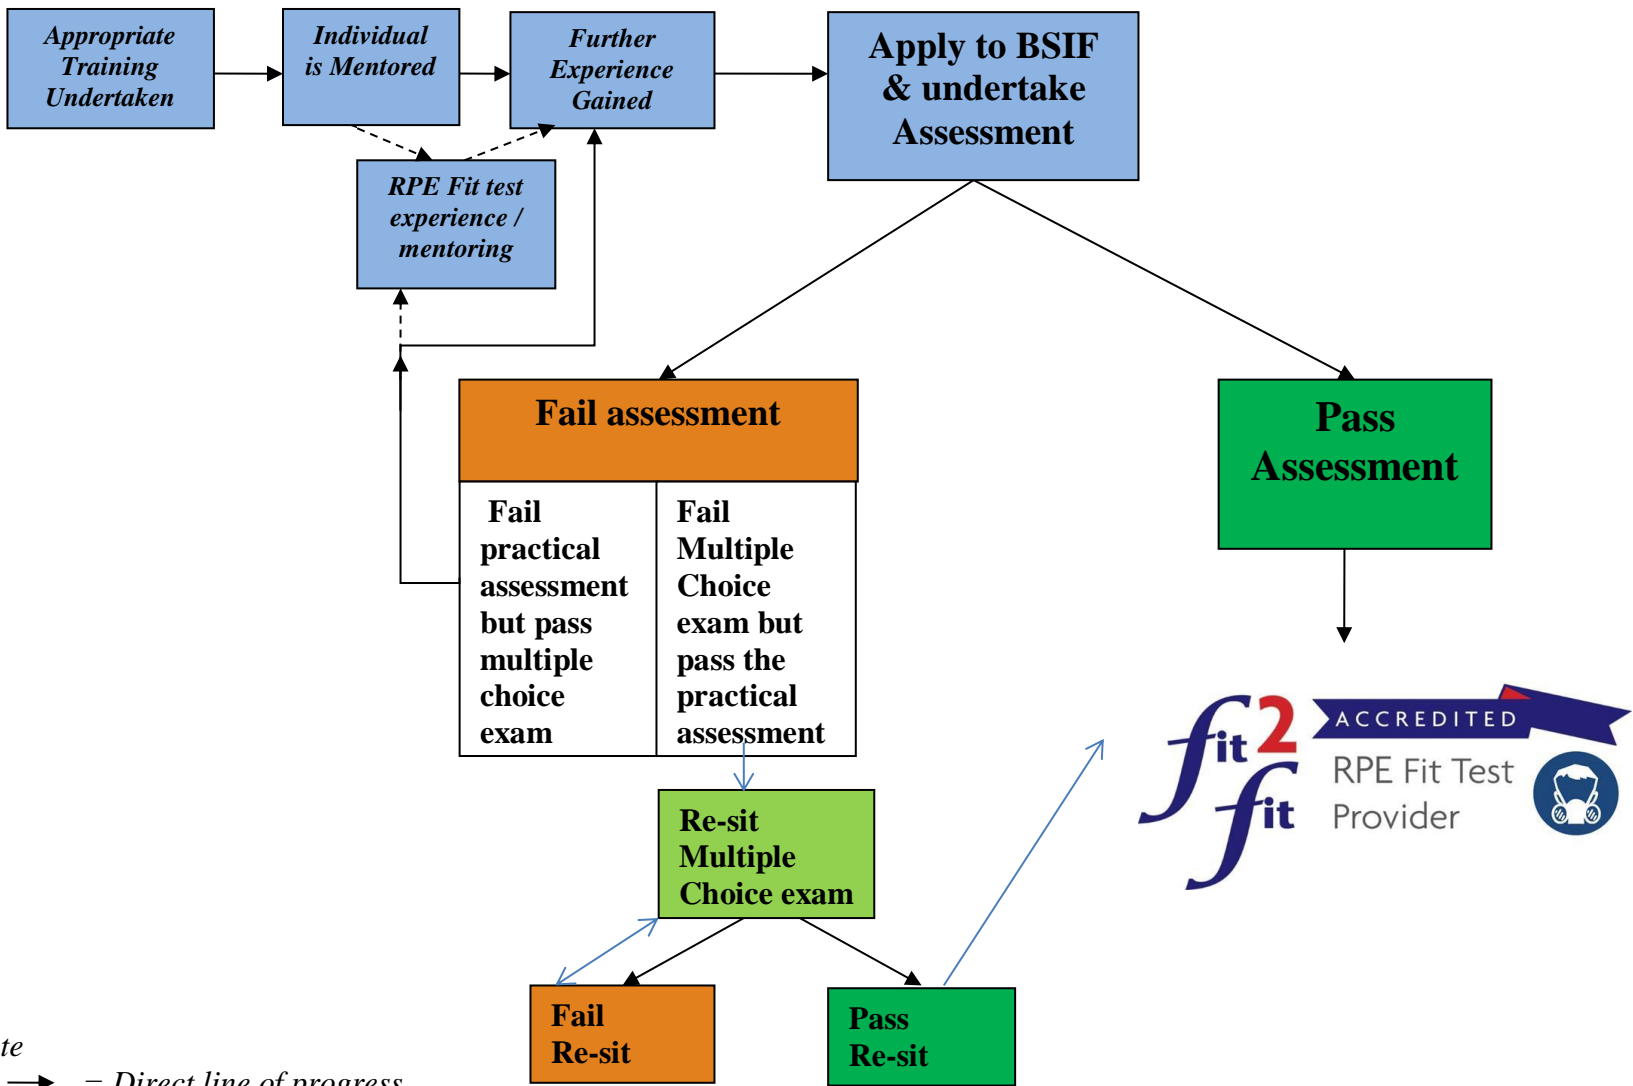 Appropriate
Training
Undertaken
Individual
is Mentored
Further
Experience
Gained
Apply to BSIF
& undertake
Assessment
RPE Fit test
experience /
mentoring
Fail assessment
Pass
Assessment
Fail
practical
assessment
but pass
multiple
choice
exam
Fail
Multiple
Choice
exam but
pass the
practical
assessment
fit 2
fit
ACCREDITED
RPE Fit Test
Provider
Re-sit
Multiple
Choice exam
Fail
Re-sit
Pass
Re-sit
te
= Direct line of progress